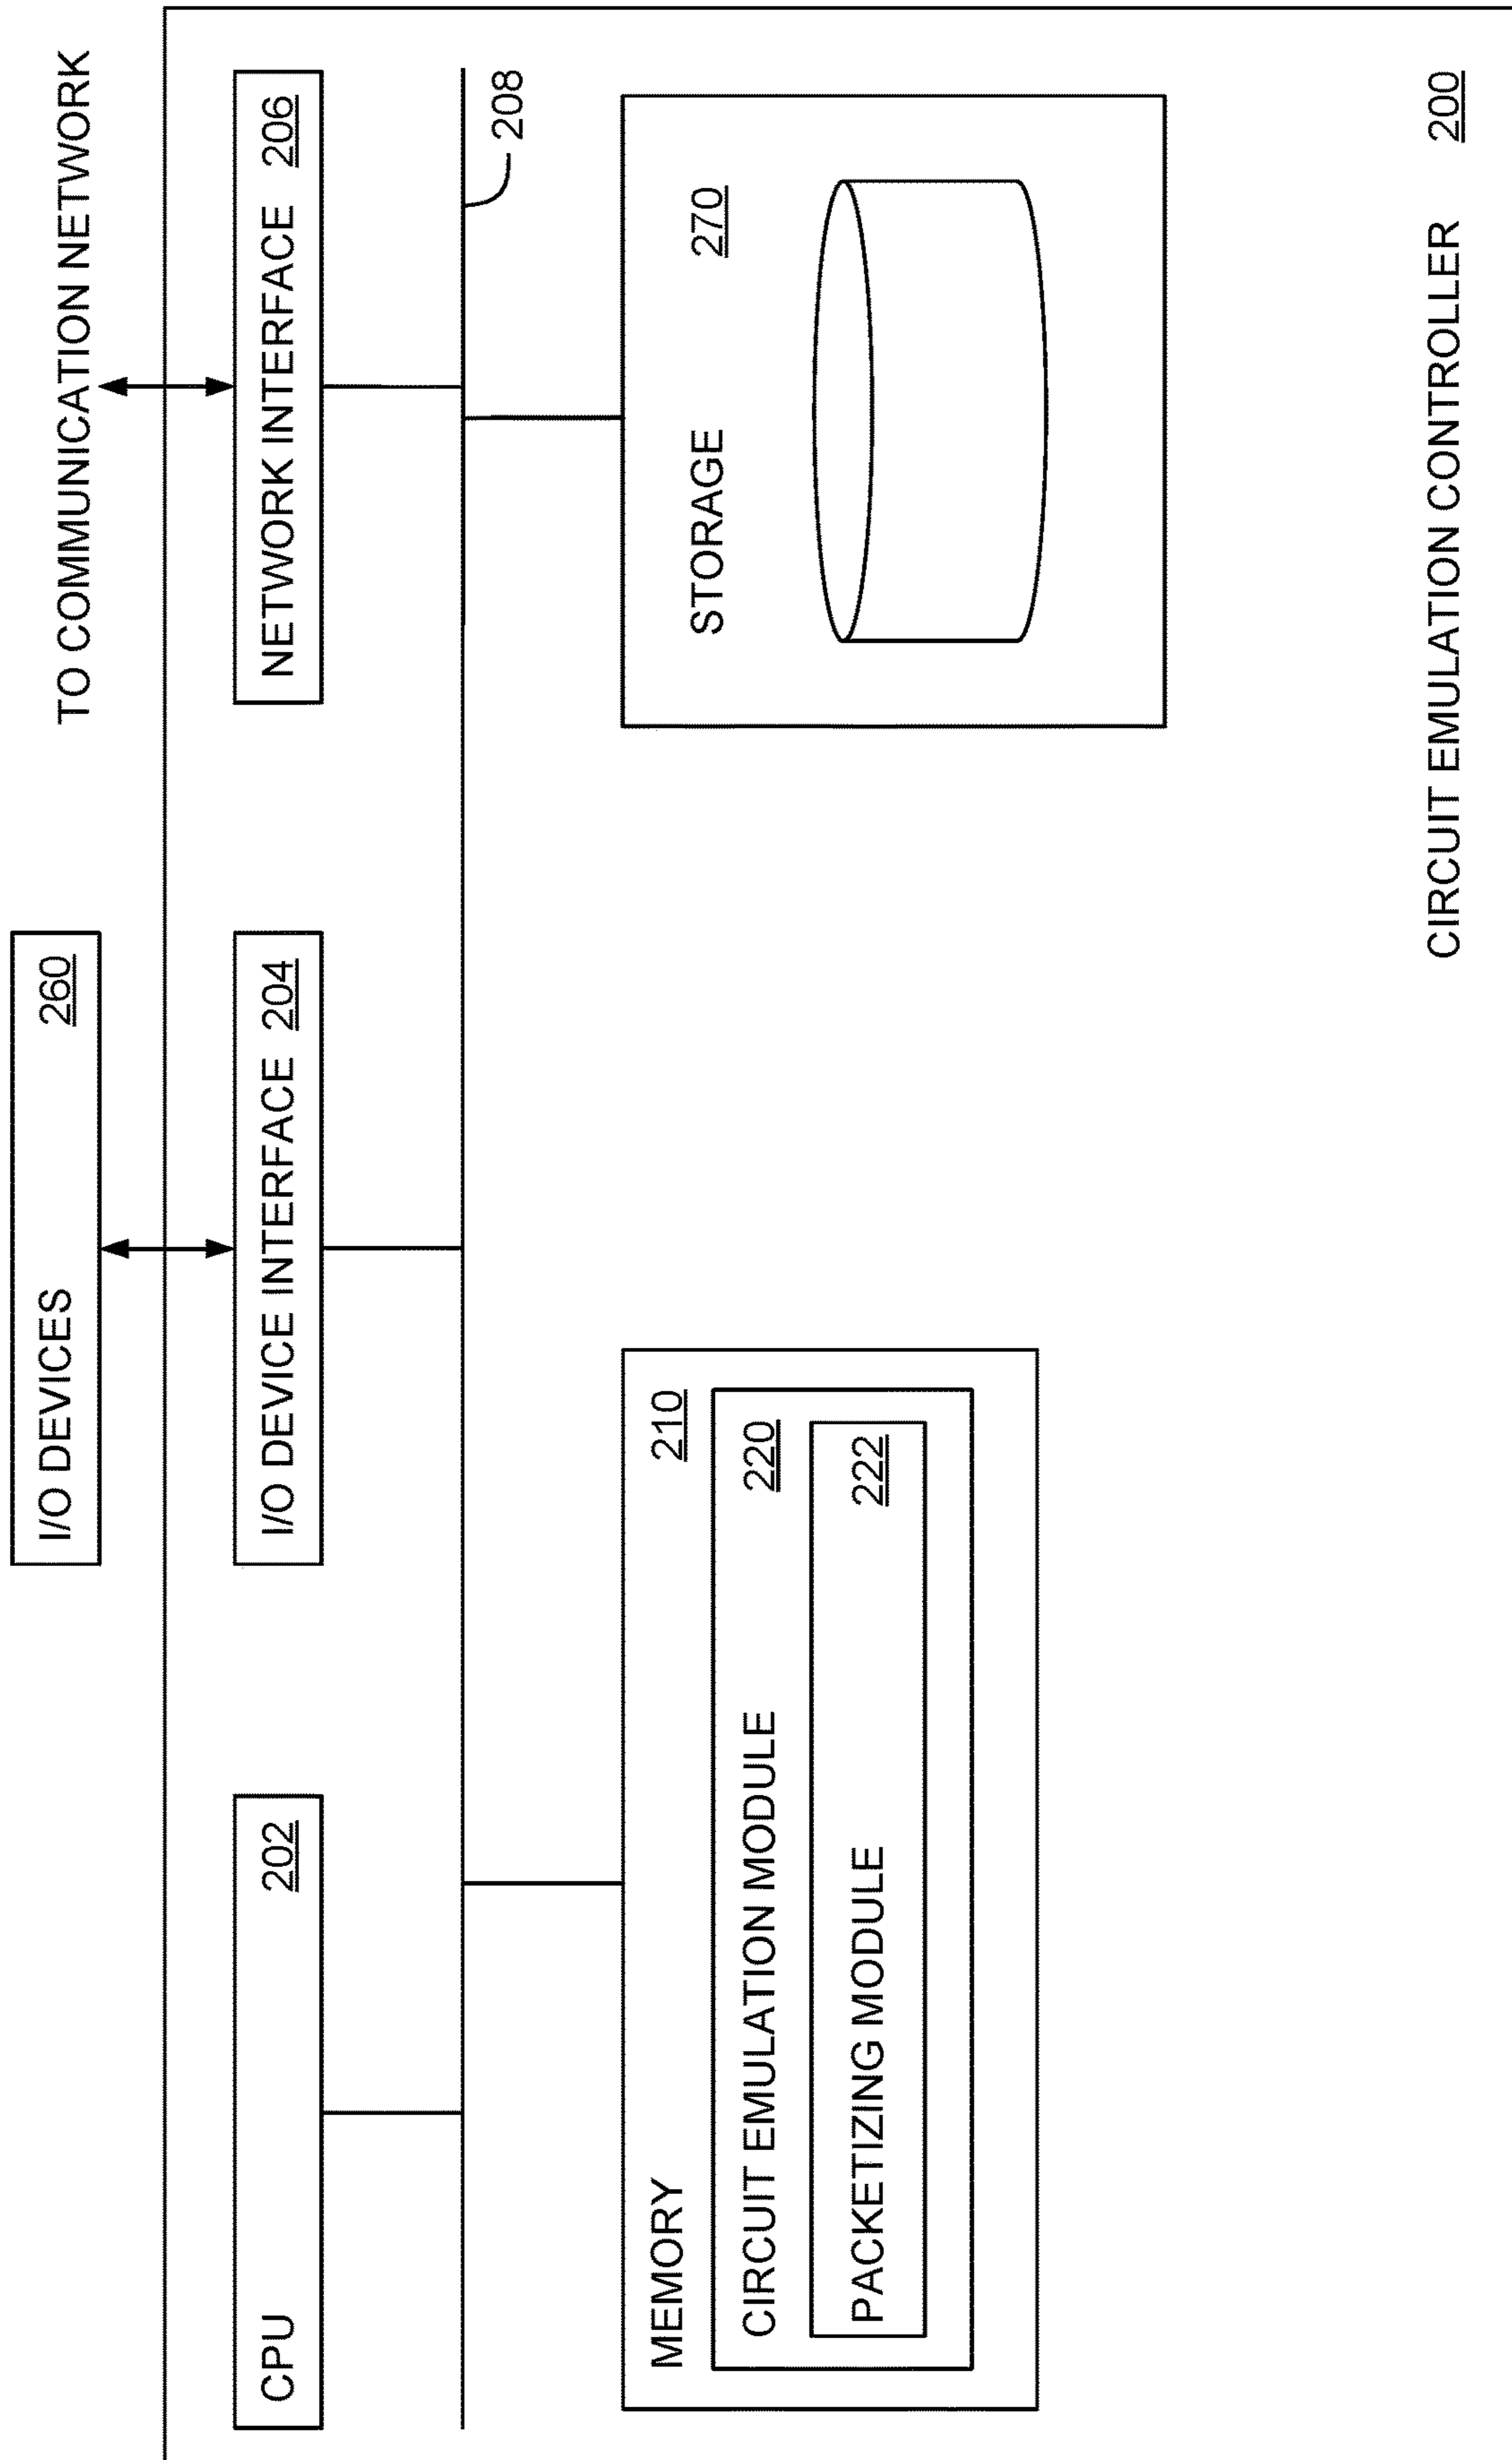 I/O DEVICES 260
TO COMMUNICATION NETWORK
CPU 202
I/O DEVICE INTERFACE 204
NETWORK INTERFACE 206
208
MEMORY 210
CIRCUIT EMULATION MODULE 220
PACKETIZING MODULE 222
STORAGE 270
CIRCUIT EMULATION CONTROLLER 200